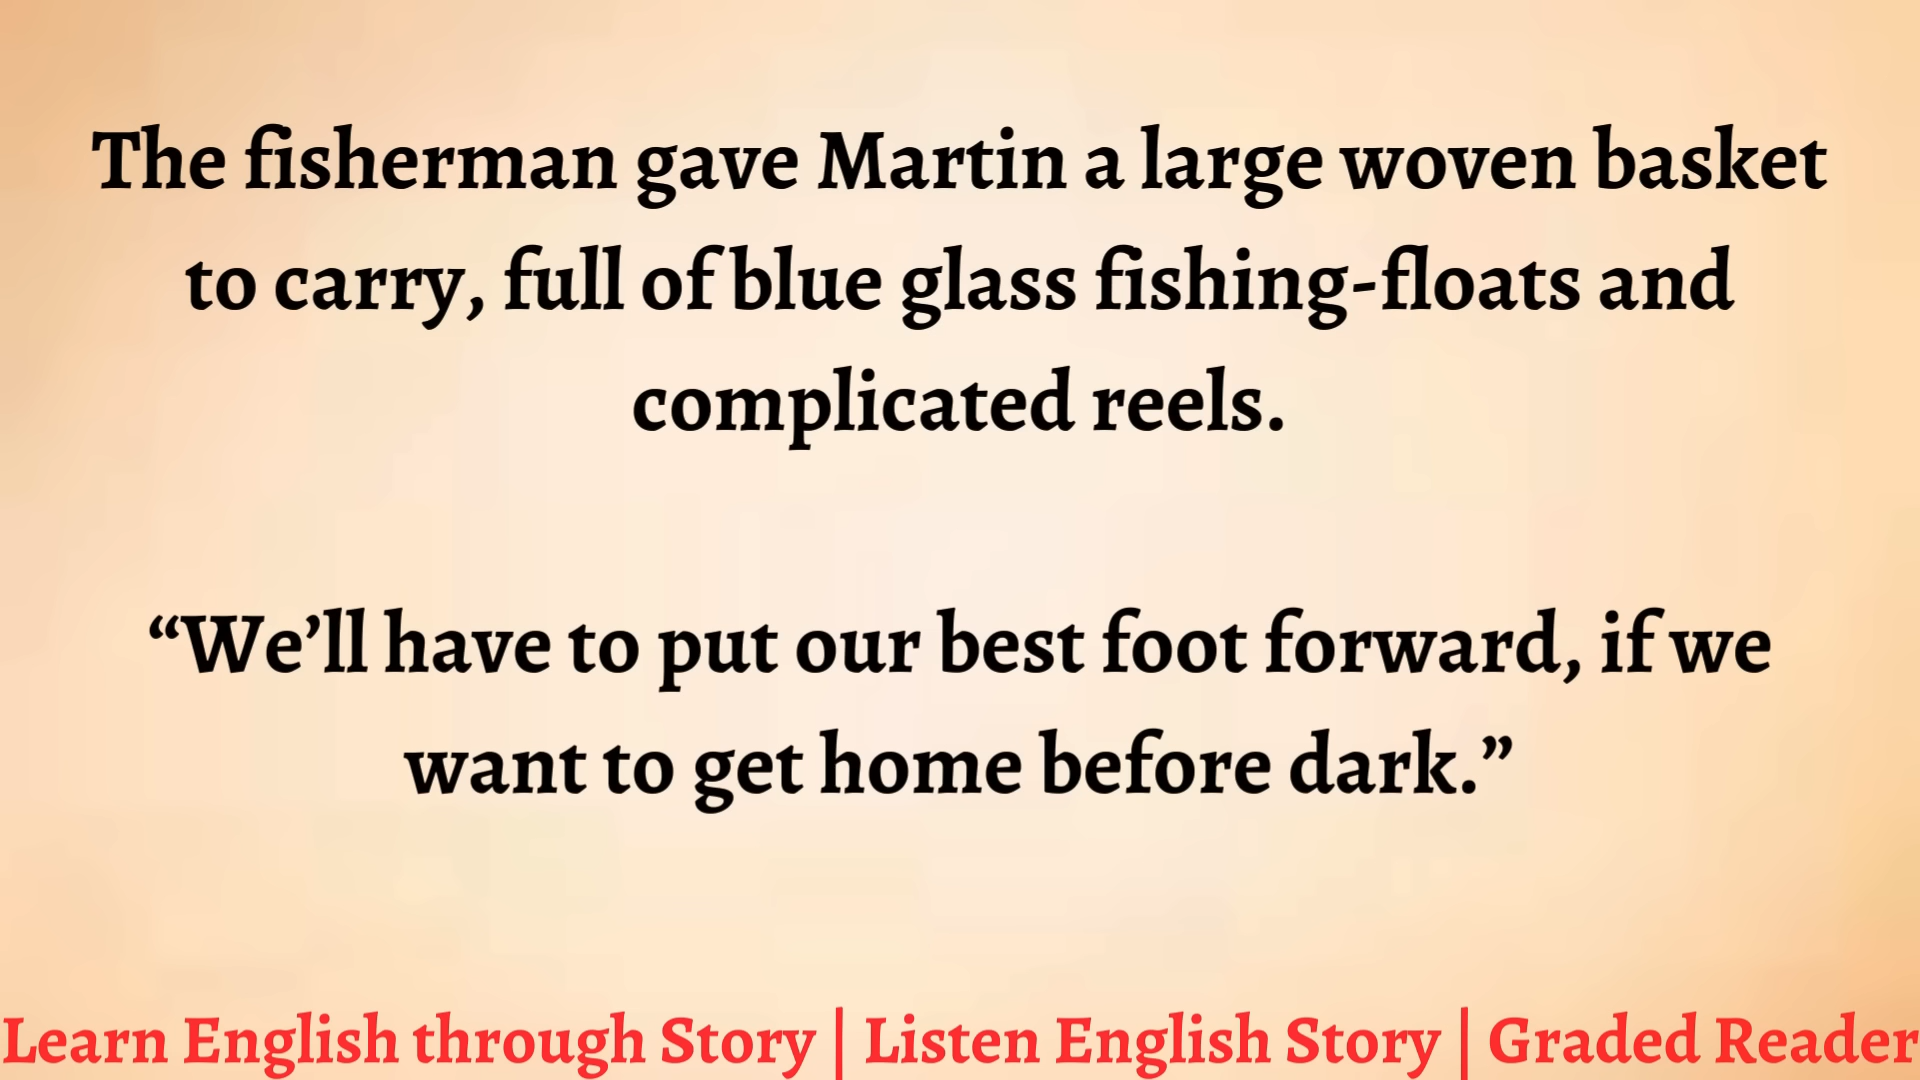 The fisherman gave Martin a large woven basket
to carry, full of blue glass fishing-floats and
complicated reels.
“We’ll have to put our best foot forward, if we
want to get home before dark.”
Learn English through Story | Listen English Story | Graded Reader